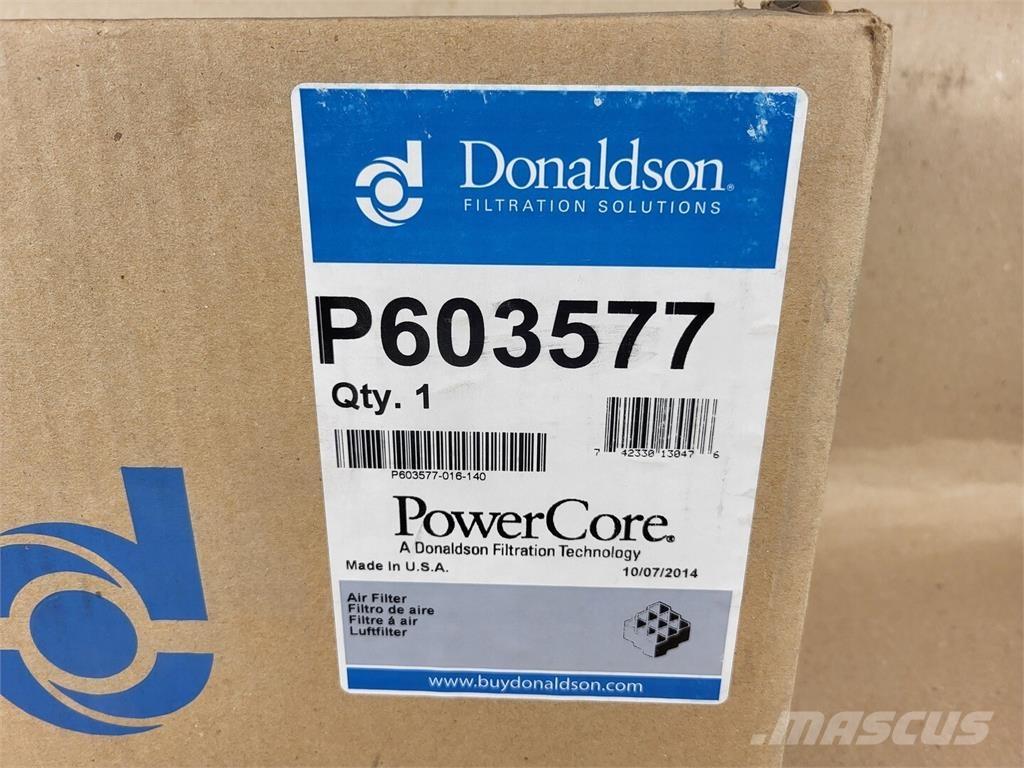 Donaldson®
FILTRATION SOLUTIONS
P603577
Qty. 1
P603577-016-140
7 42330 13047 6
PowerCore®
A Donaldson Filtration Technology
Made In U.S.A.
10/07/2014
Air Filter
Filtro de aire
Filtre á air
Luftfilter
www.buydonaldson.com
MASCUS